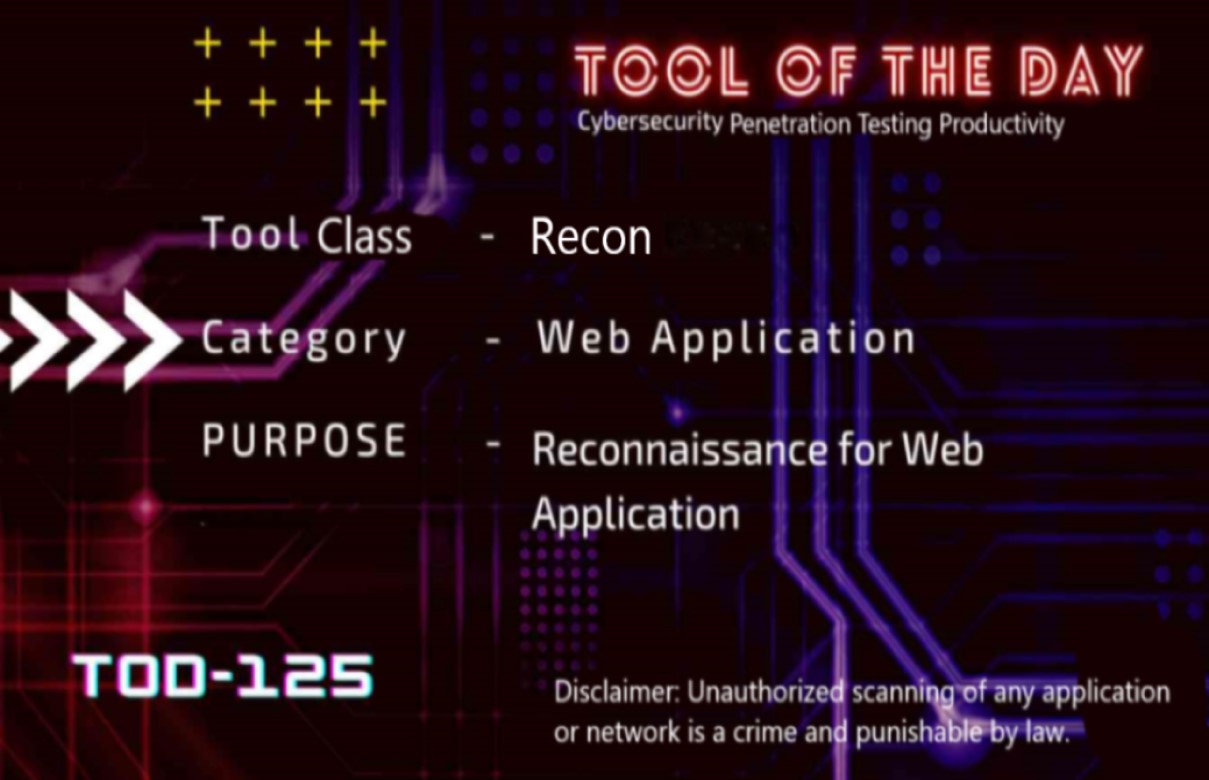 TOOL OF THE DAY
Cybersecurity Penetration Testing Productivity
Tool Class - Recon
Category - Web Application
PURPOSE - Reconnaissance for Web
Application
TOD-125
Disclaimer: Unauthorized scanning of any application
or network is a crime and punishable by law.